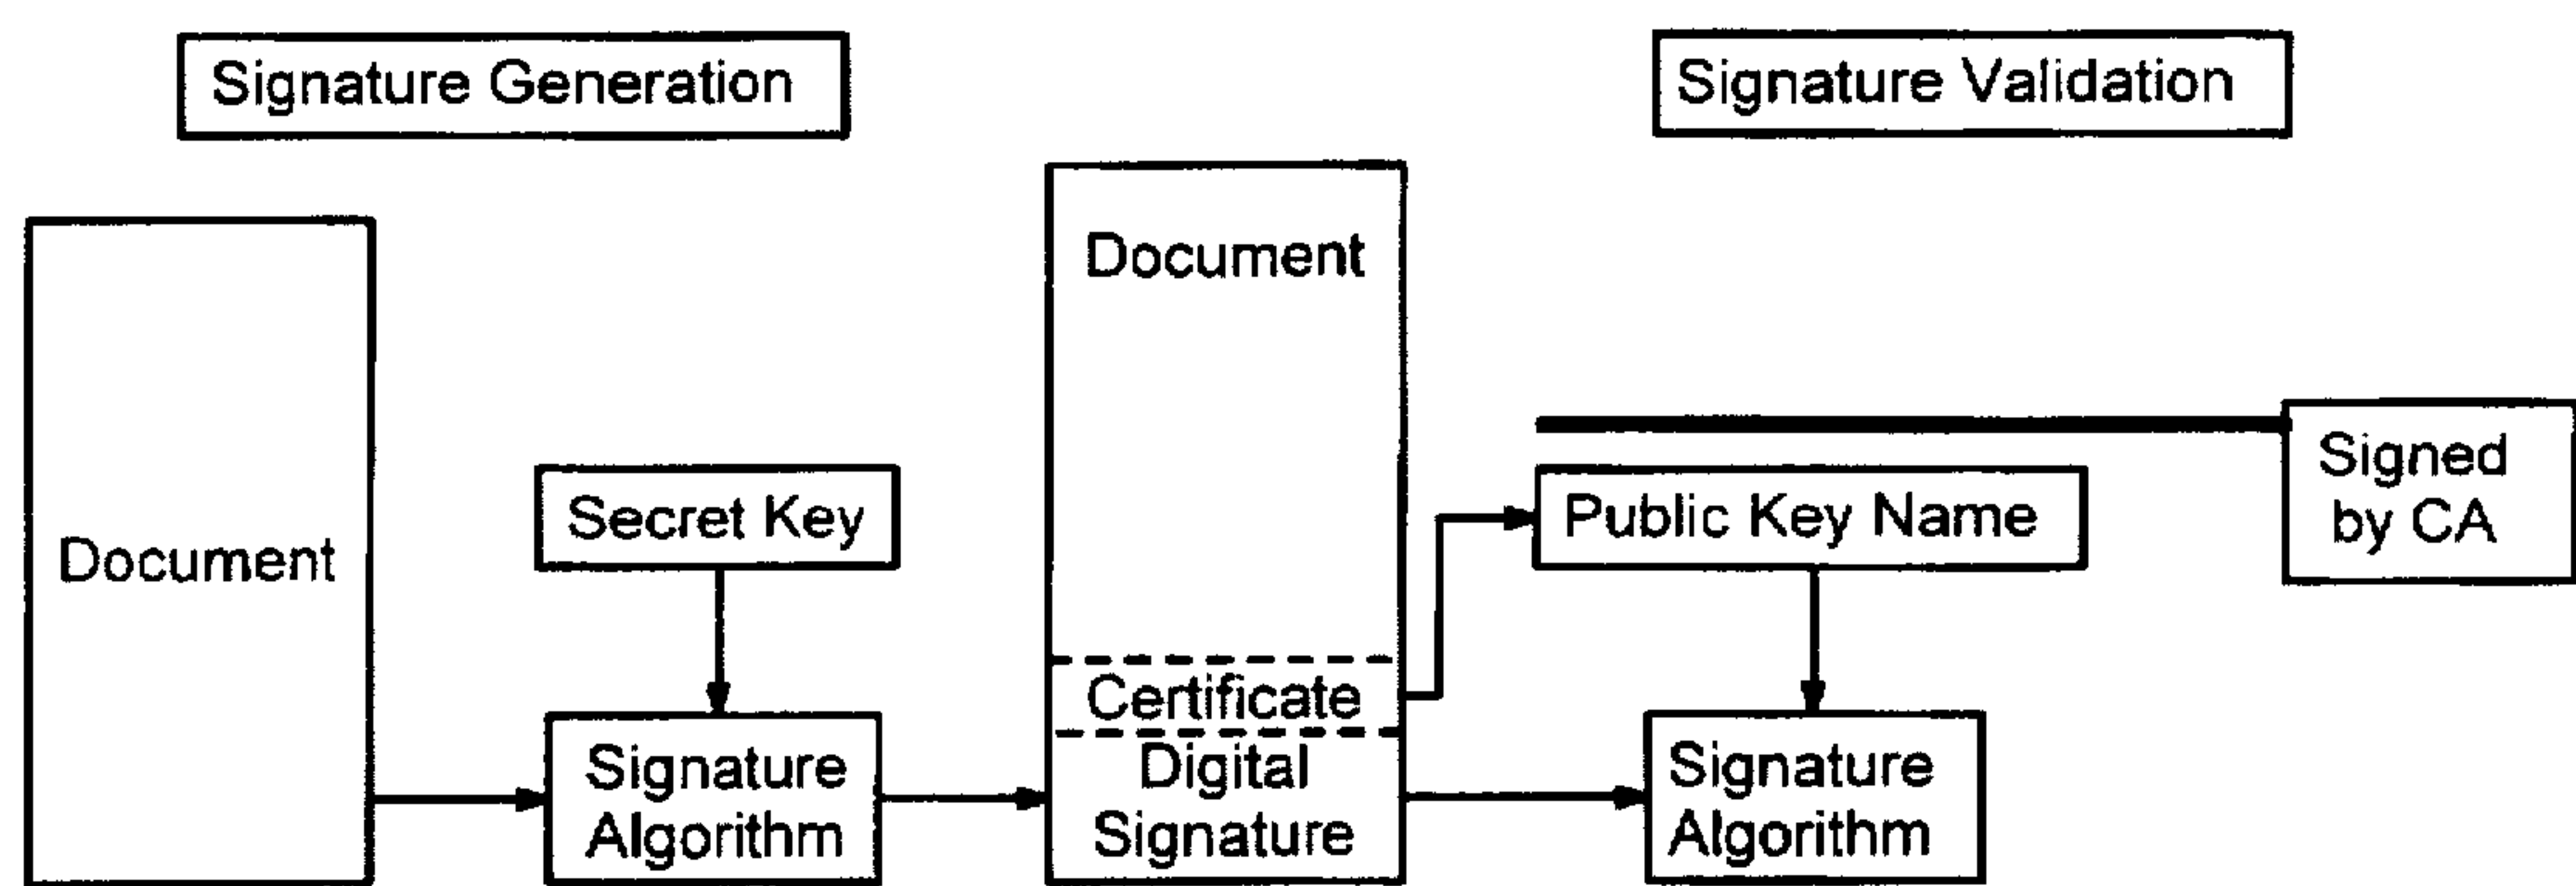 Signature Generation
Signature Validation
Document
Secret Key
Signature
Algorithm
Document
Certificate
Digital
Signature
Public Key Name
Signed
by CA
Signature
Algorithm